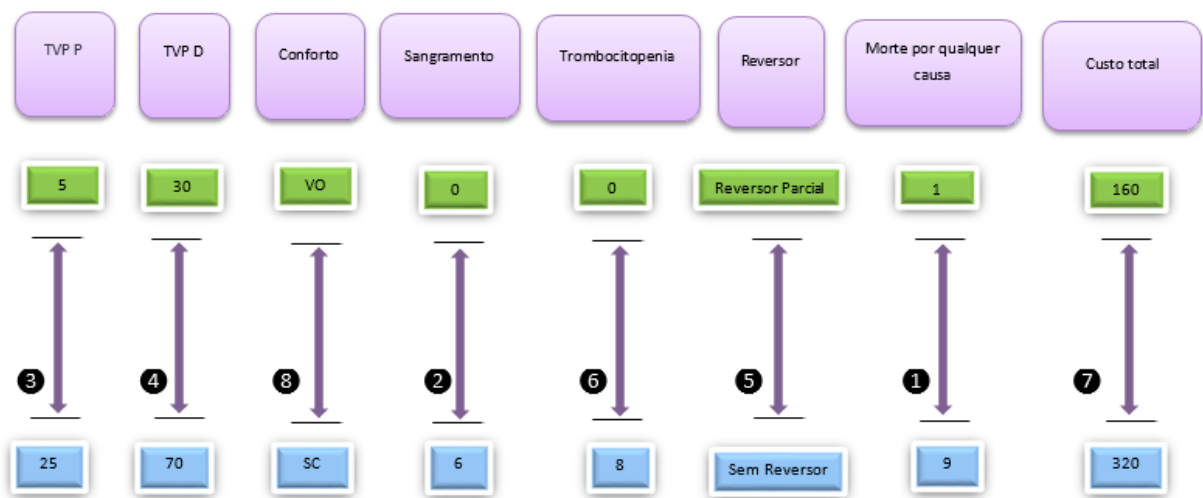 TVP P
TVP D
Conforto
Sangramento
Trombocitopenia
Reversor
Morte por qualquer
causa
Custo total
5
30
VO
0
0
Reversor Parcial
1
160
3
4
8
2
6
5
1
7
25
70
SC
6
8
Sem Reversor
9
320